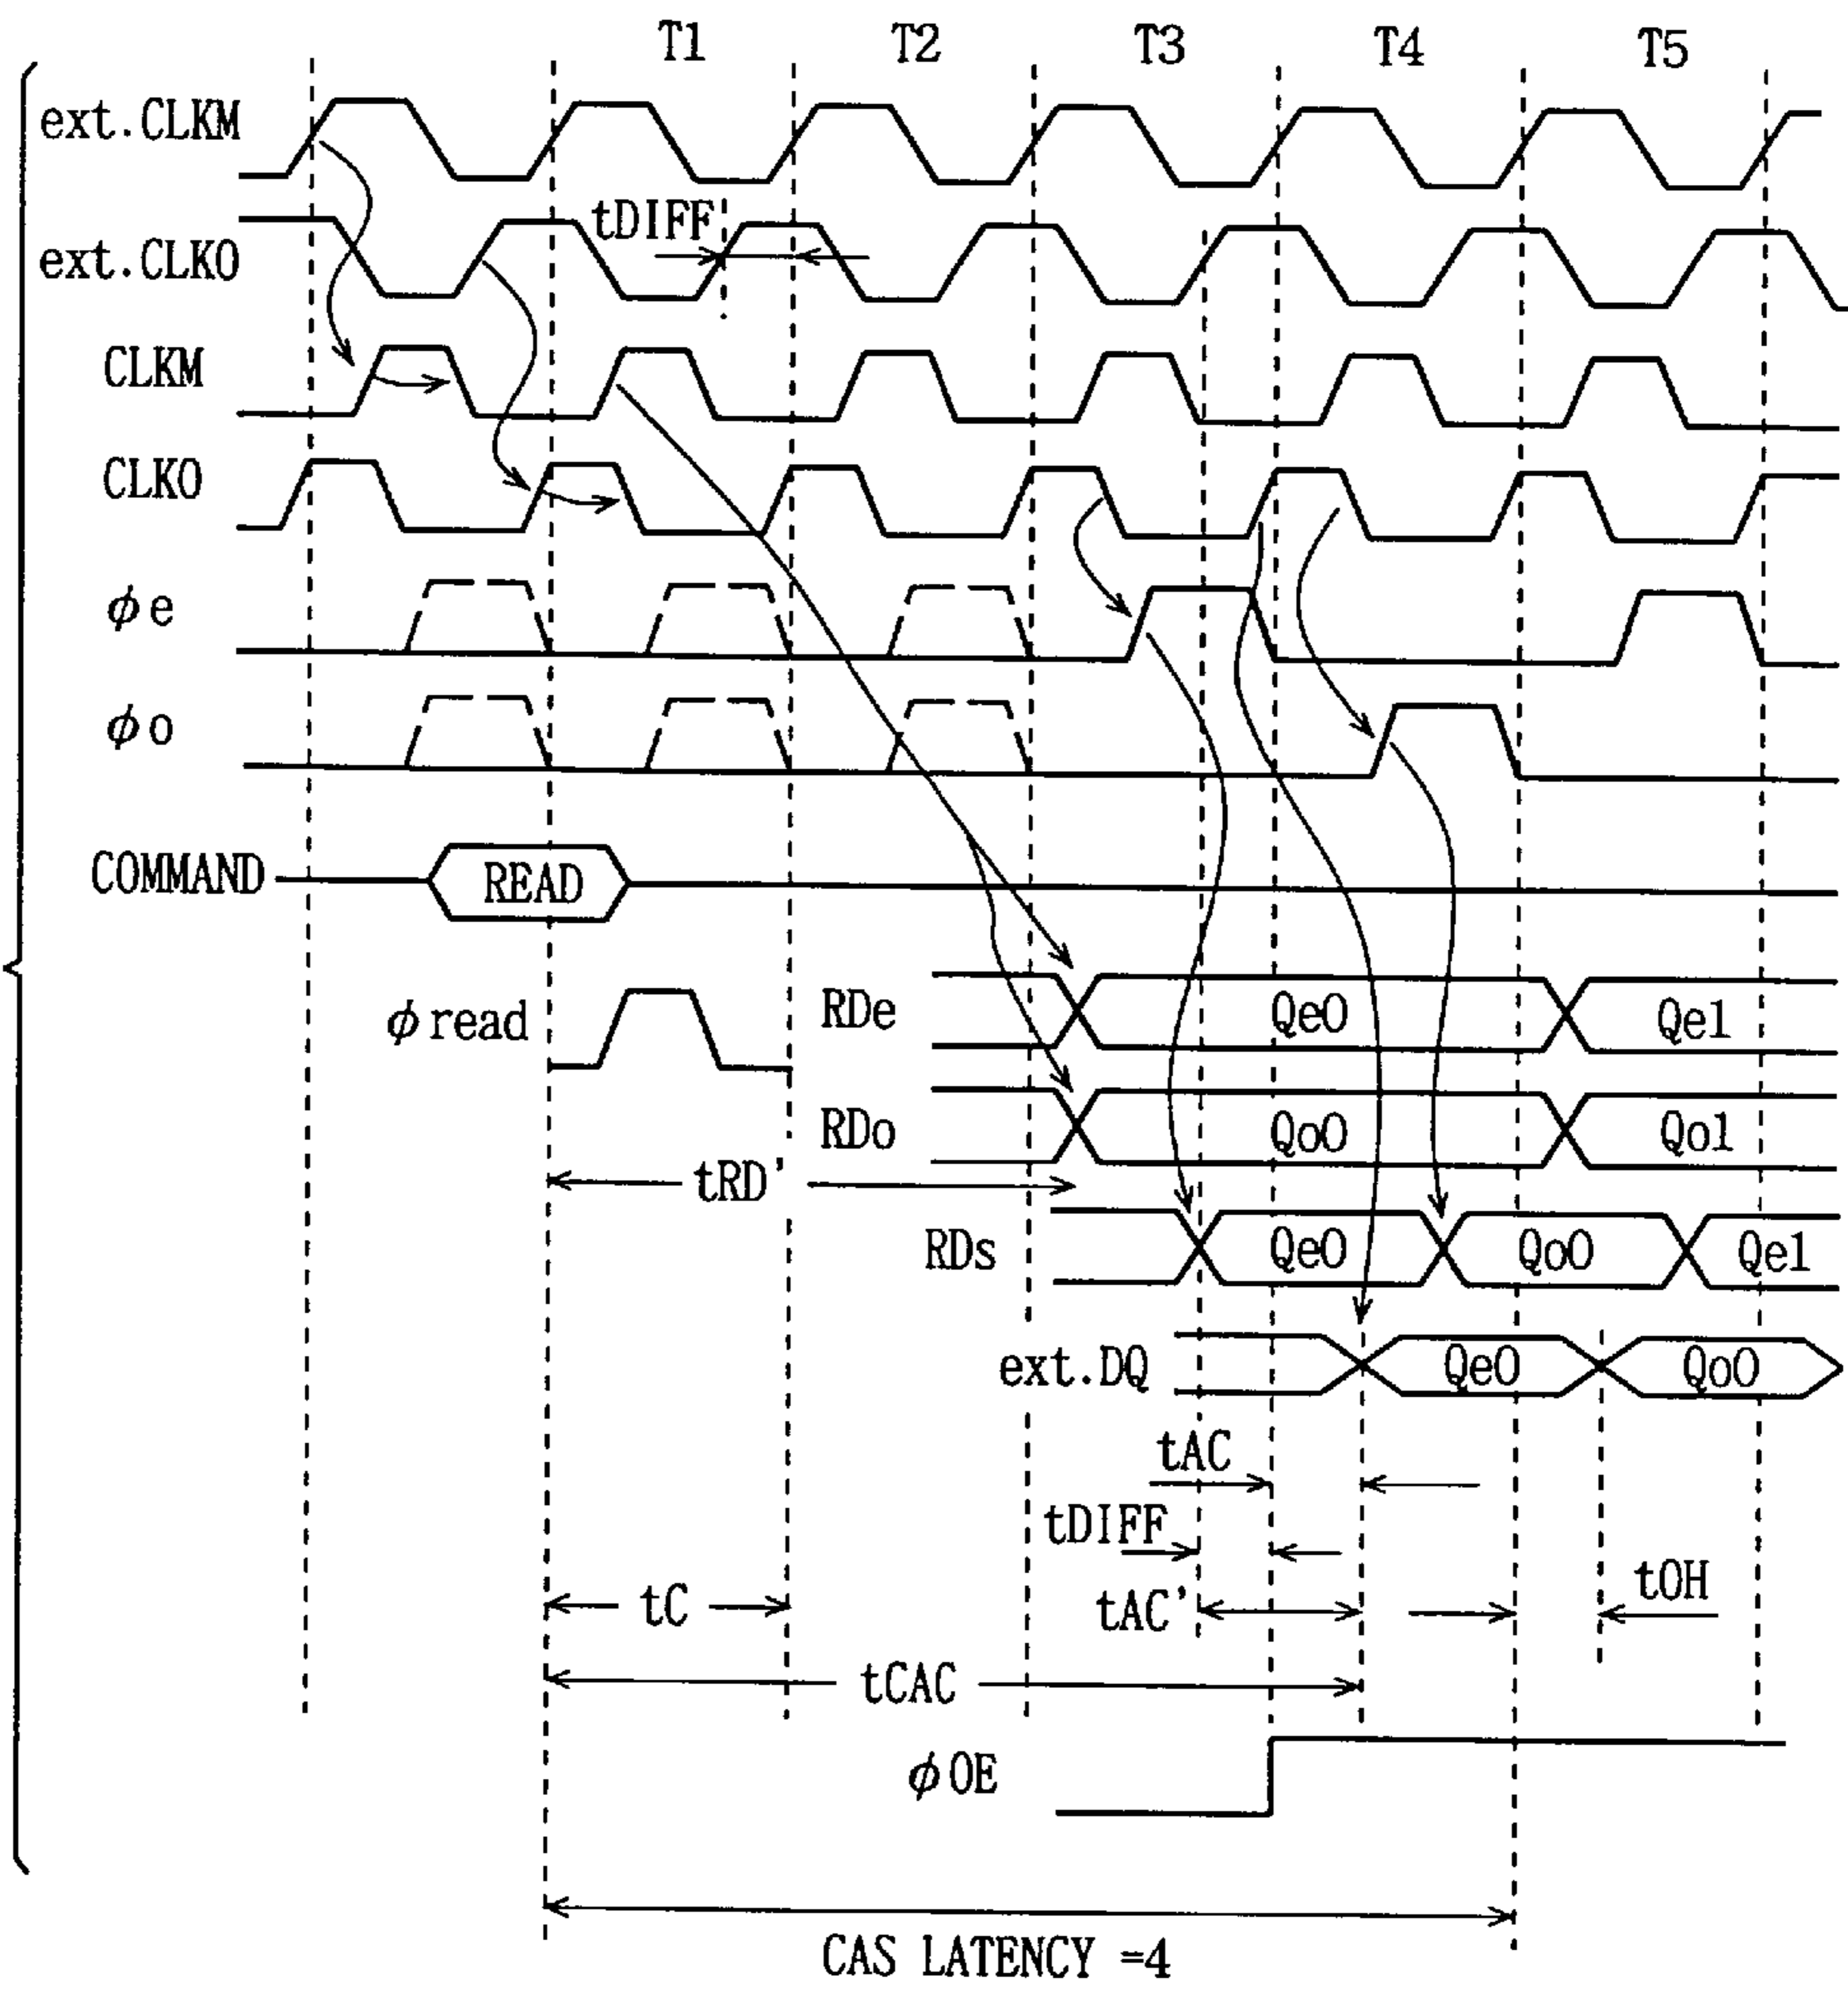 T1 T2 T3 T4 T5
ext.CLKM
tDIFF
ext.CLKO
CLKM
CLKO
φe
φo
COMMAND READ
φread RDe Qe0 Qe1
RDo Qo0 Qo1
tRD'
RDs Qe0 Qo0 Qe1
ext.DQ Qe0 Qo0
tAC
tDIFF
tC tAC' tOH
tCAC
φOE
CAS LATENCY =4